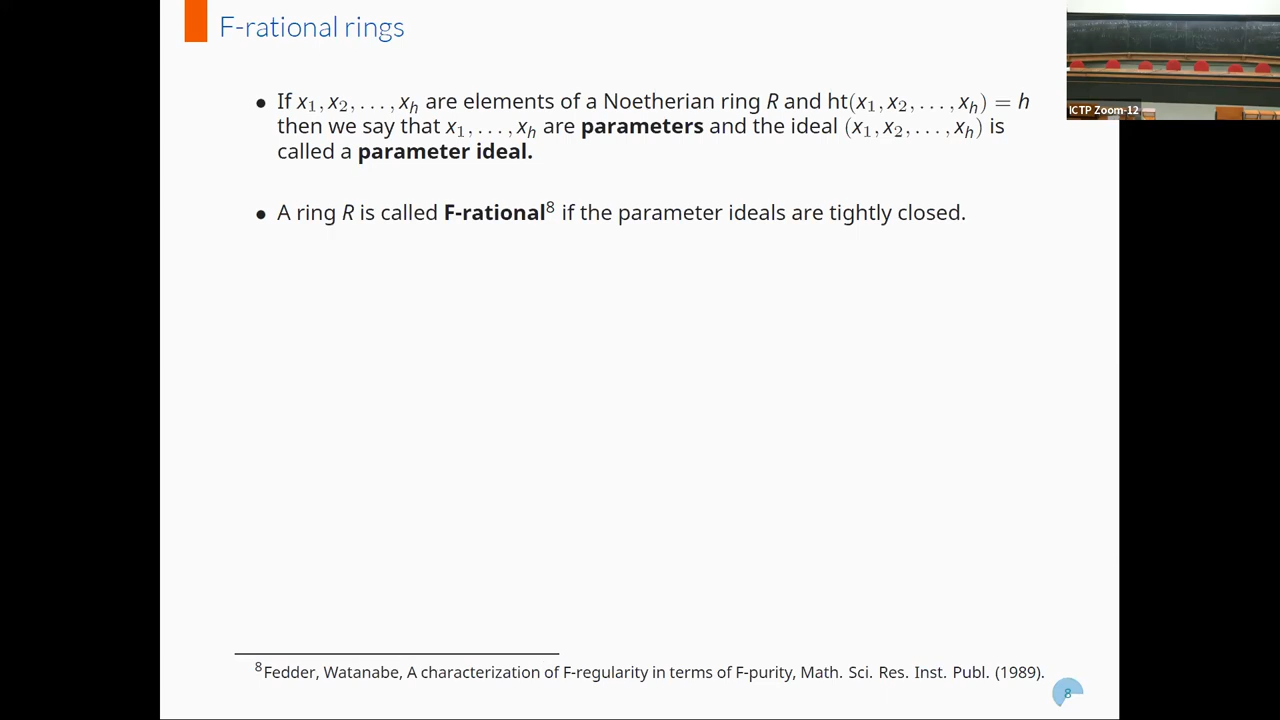 F-rational rings
ICTP Zoom-12
• If x₁, x₂, . . . , xₕ are elements of a Noetherian ring R and ht(x₁, x₂, . . . , xₕ) = h
then we say that x₁, . . . , xₕ are parameters and the ideal (x₁, x₂, . . . , xₕ) is
called a parameter ideal.
• A ring R is called F-rational⁸ if the parameter ideals are tightly closed.
⁸Fedder, Watanabe, A characterization of F-regularity in terms of F-purity, Math. Sci. Res. Inst. Publ. (1989).
8